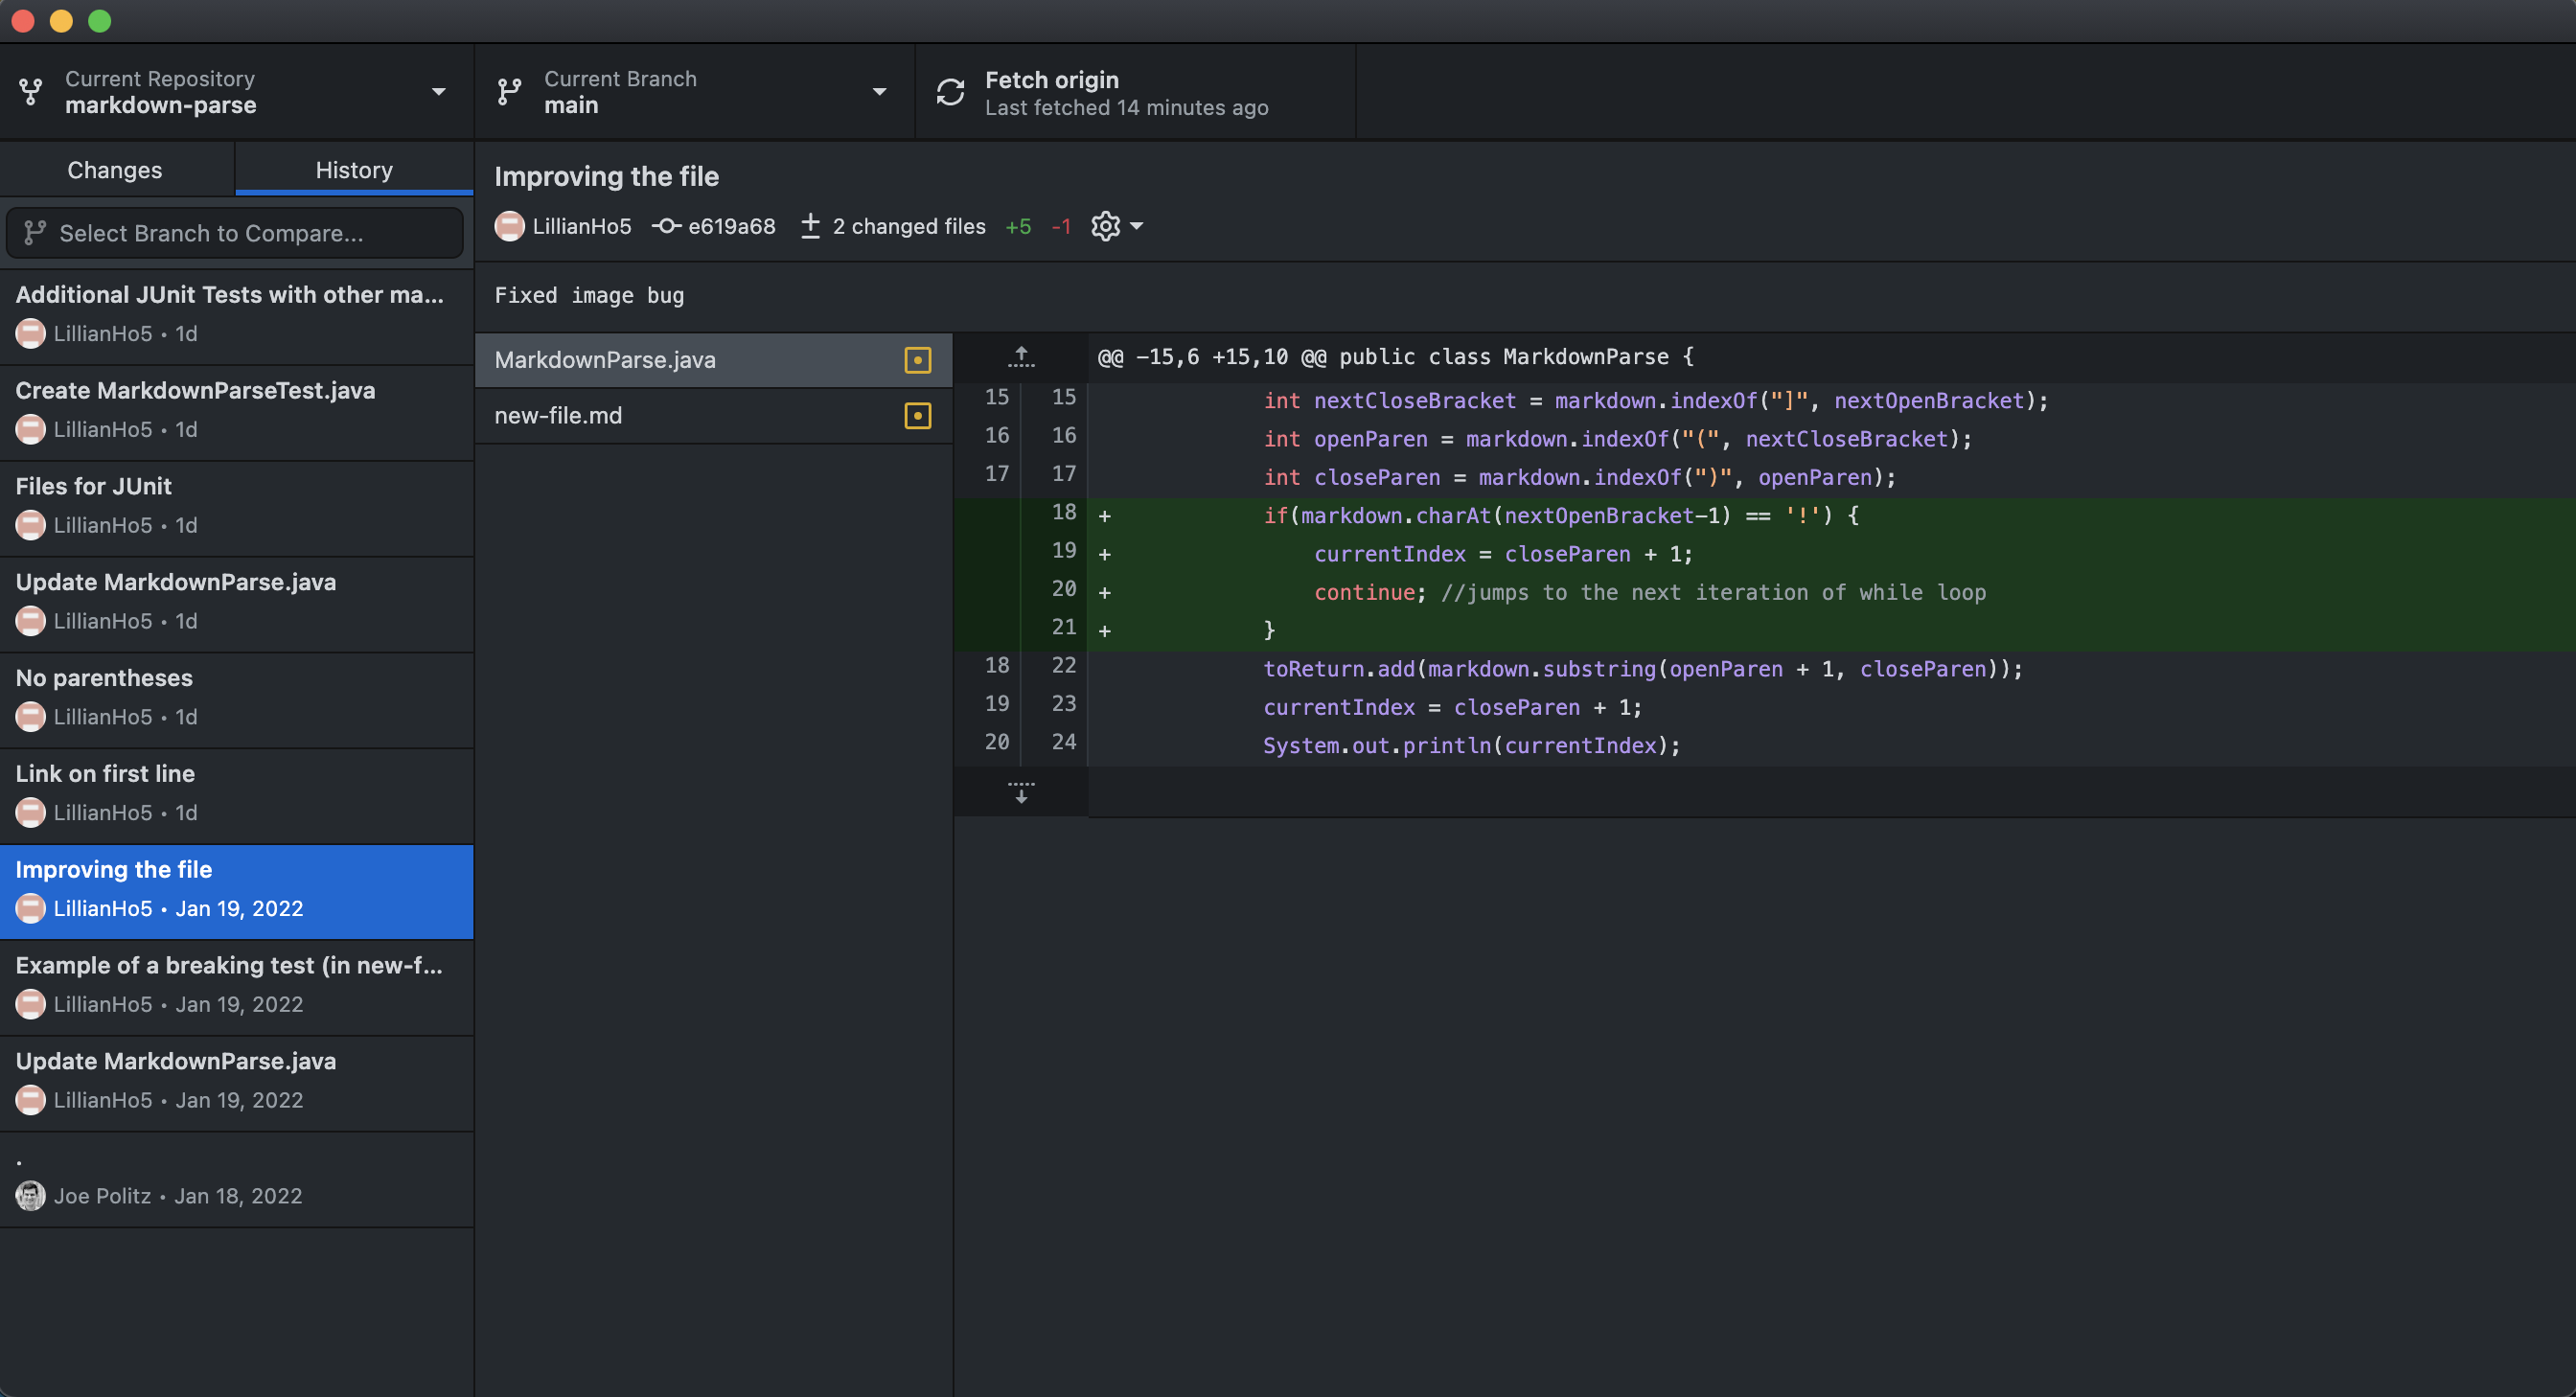 Current Repository
markdown-parse
Current Branch
main
Fetch origin
Last fetched 14 minutes ago
Changes
History
Select Branch to Compare...
Additional JUnit Tests with other ma...
LillianHo5 • 1d
Create MarkdownParseTest.java
LillianHo5 • 1d
Files for JUnit
LillianHo5 • 1d
Update MarkdownParse.java
LillianHo5 • 1d
No parentheses
LillianHo5 • 1d
Link on first line
LillianHo5 • 1d
Improving the file
LillianHo5 • Jan 19, 2022
Example of a breaking test (in new-f...
LillianHo5 • Jan 19, 2022
Update MarkdownParse.java
LillianHo5 • Jan 19, 2022
.
Joe Politz • Jan 18, 2022
Improving the file
LillianHo5 e619a68 2 changed files +5 -1
Fixed image bug
MarkdownParse.java
new-file.md
@@ -15,6 +15,10 @@ public class MarkdownParse {
15 15 int nextCloseBracket = markdown.indexOf("]", nextOpenBracket);
16 16 int openParen = markdown.indexOf("(", nextCloseBracket);
17 17 int closeParen = markdown.indexOf(")", openParen);
18 + if(markdown.charAt(nextOpenBracket-1) == '!') {
19 + currentIndex = closeParen + 1;
20 + continue; //jumps to the next iteration of while loop
21 + }
18 22 toReturn.add(markdown.substring(openParen + 1, closeParen));
19 23 currentIndex = closeParen + 1;
20 24 System.out.println(currentIndex);